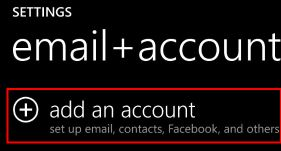 SETTINGS
email+account
add an account
set up email, contacts, Facebook, and others